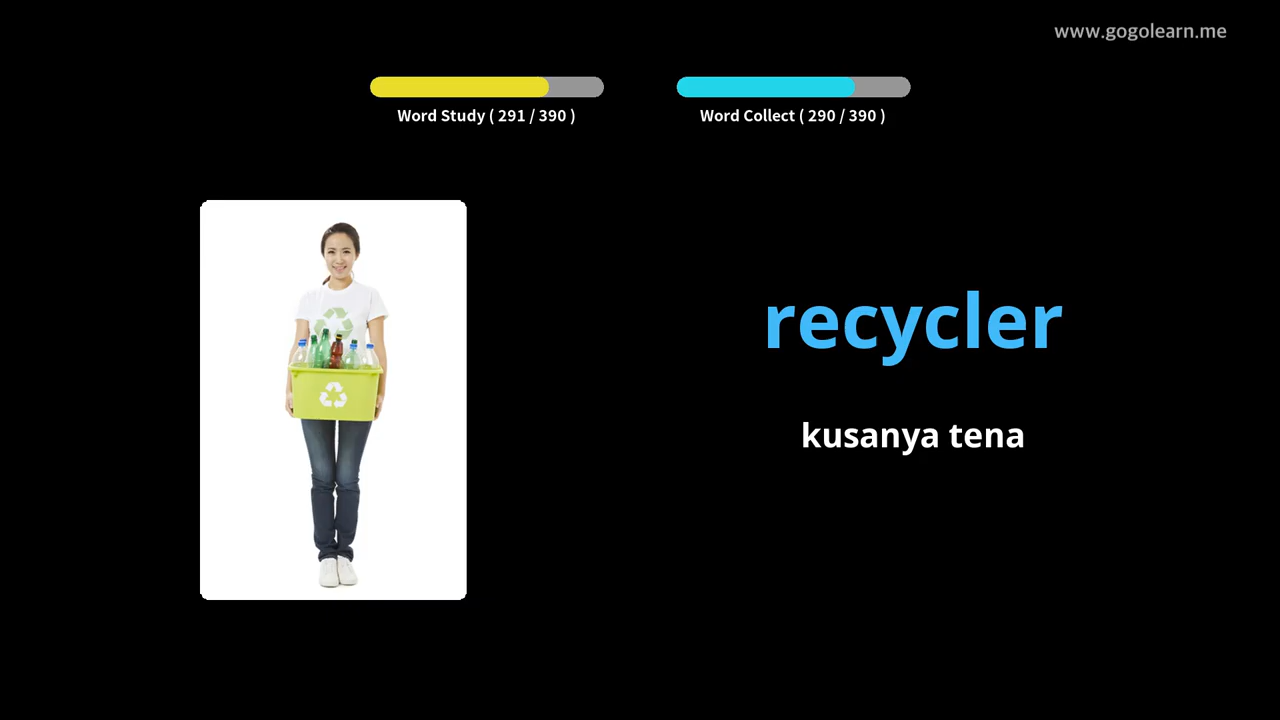 www.gogolearn.me
Word Study ( 291 / 390 )
Word Collect ( 290 / 390 )
recycler
kusanya tena